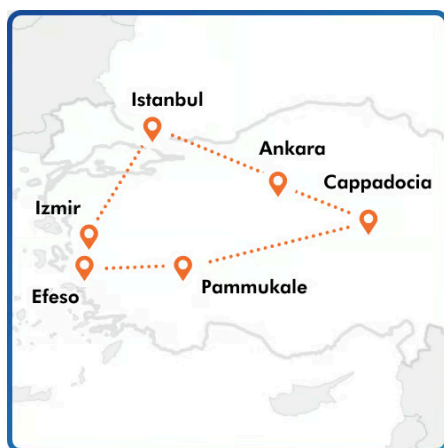 Istanbul
Ankara
Cappadocia
Izmir
Efeso
Pammukale